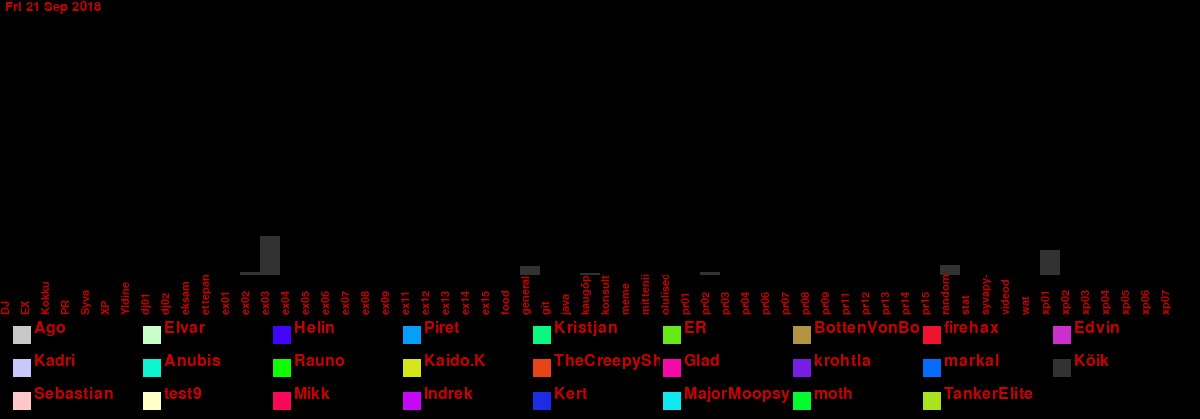 Fri 21 Sep 2018
DJ
EX
Kokku
PR
Syva
XP
Yldine
dj01
dj02
eksam
ettepan
ex01
ex02
ex03
ex04
ex05
ex06
ex07
ex08
ex09
ex11
ex12
ex13
ex14
ex15
food
general
git
java
kaugõp
konsult
meme
mittenii
olulised
pr01
pr02
pr03
pr04
pr06
pr07
pr08
pr09
pr11
pr12
pr13
pr14
pr15
random
stat
syvapy-
videod
wat
xp01
xp02
xp03
xp04
xp05
xp06
xp07
Ago Elvar Helin Piret Kristjan ER BottenVonBo firehax Edvin
Kadri Anubis Rauno Kaido.K TheCreepySh Glad krohtla markal Kõik
Sebastian test9 Mikk Indrek Kert MajorMoopsy moth TankerElite